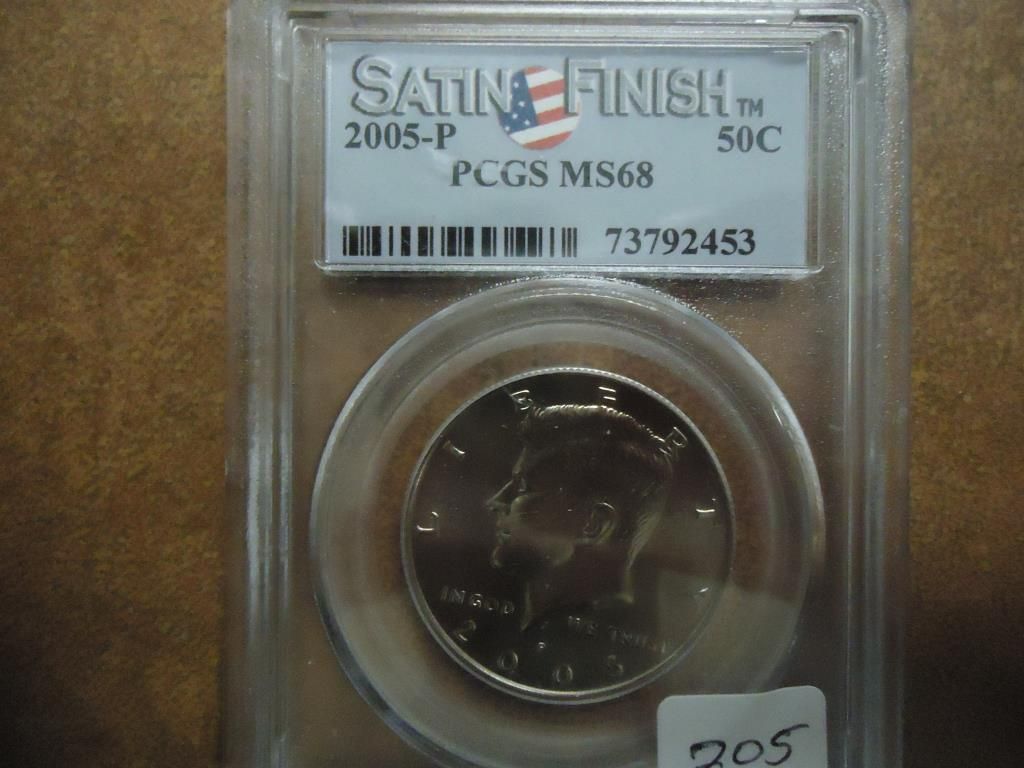 SATIN FINISH™
2005-P 50C
PCGS MS68
73792453
LIBERTY
IN GOD WE TRUST
P
2005
205